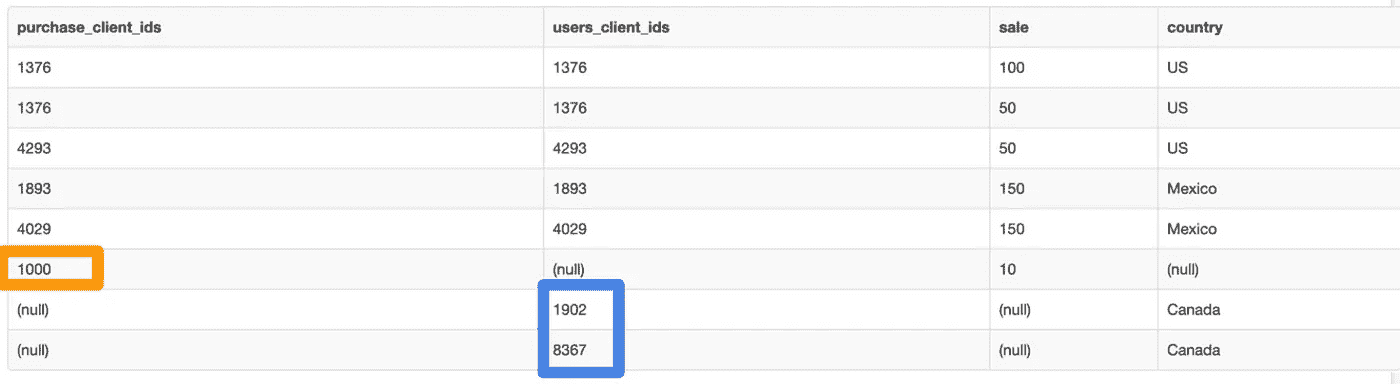 purchase_client_ids users_client_ids sale country
1376 1376 100 US
1376 1376 50 US
4293 4293 50 US
1893 1893 150 Mexico
4029 4029 150 Mexico
1000 (null) 10 (null)
(null) 1902 (null) Canada
(null) 8367 (null) Canada